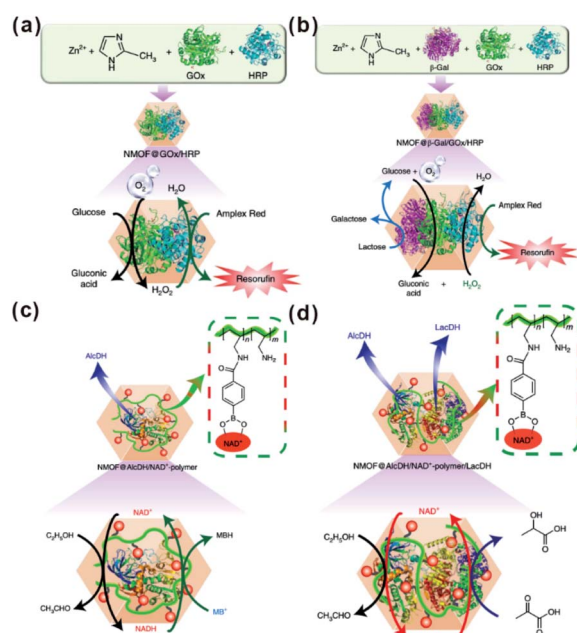 (a)
Zn²⁺ +
N
N
H
CH₃
+
+
GOx
HRP
NMOF@GOx/HRP
O₂
H₂O
Glucose
Amplex Red
Gluconic
acid
H₂O₂
Resorufin
(b)
Zn²⁺ +
N
N
H
CH₃
+
+
+
β-Gal
GOx
HRP
NMOF@β-Gal/GOx/HRP
Glucose +
O₂
H₂O
Galactose
Amplex Red
Lactose
Resorufin
Gluconic
acid
+
H₂O₂
(c)
AlcDH
n
m
NH
NH₂
O
B
O
O
NAD⁺
NMOF@AlcDH/NAD⁺-polymer
NAD⁺
C₂H₅OH
MBH
CH₃CHO
MB⁺
NADH
(d)
AlcDH
LacDH
n
m
NH
NH₂
O
B
O
O
NAD⁺
NMOF@AlcDH/NAD⁺-polymer/LacDH
NAD⁺
C₂H₅OH
OH
OH
O
CH₃CHO
O
OH
O
NADH